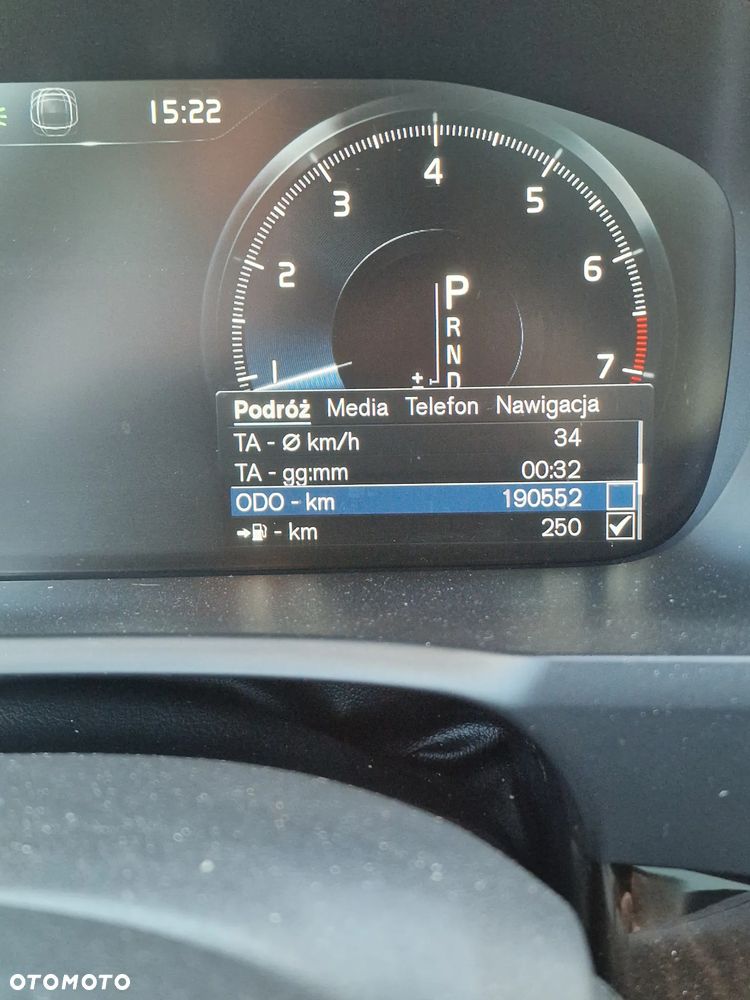 15:22
4
3
5
2
6
1
7
P
R
N
D
±
Podróż Media Telefon Nawigacja
TA - Ø km/h 34
TA - gg:mm 00:32
ODO - km 190552
- km 250
OTOMOTO